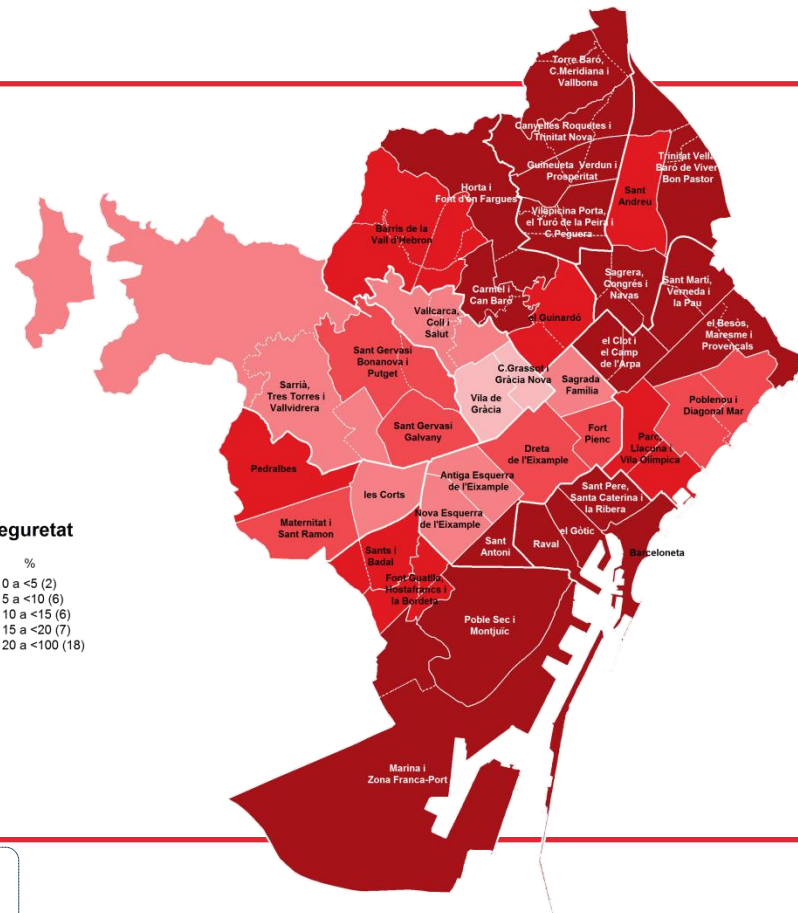 Torre Baró,
C.Meridiana i
Vallbona
Canyelles Roquetes i
Trinitat Nova
Guineueta Verdun i
Prosperitat
Trinitat Vella
Baró de Viver
Bon Pastor
Sant
Andreu
Horta i
Font d'en Fargues
Vilapicina Porta,
el Turó de la Peira i
C.Peguera
Barris de la
Vall d'Hebron
Sagrera,
Congrés i
Navas
Sant Martí,
Verneda i
la Pau
Carmel i
Can Baró
el Guinardó
Vallcarca,
Coll i
Salut
el Besòs,
Maresme i
Provençals
el Clot i
el Camp
de l'Arpa
Sant Gervasi
Bonanova i
Putget
C.Grassot i
Gràcia Nova
Sagrada
Família
Sarrià,
Tres Torres i
Vallvidrera
Vila de
Gràcia
Poblenou i
Diagonal Mar
Sant Gervasi
Galvany
Fort
Pienc
Parc,
Llacuna i
Vila Olímpica
Dreta
de l'Eixample
Pedralbes
Antiga Esquerra
de l'Eixample
les Corts
Sant Pere,
Santa Caterina i
la Ribera
Maternitat i
Sant Ramon
Nova Esquerra
de l'Eixample
el Gòtic
Sant
Antoni
Raval
Barceloneta
Sants i
Badal
Font Guatlla,
Hostafrancs i
la Bordeta
Poble Sec i
Montjuïc
Marina i
Zona Franca-Port
eguretat
%
0 a <5 (2)
5 a <10 (6)
10 a <15 (6)
15 a <20 (7)
20 a <100 (18)